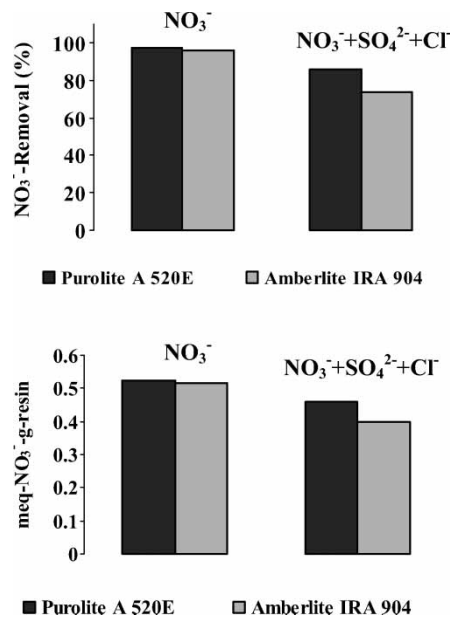 NO₃⁻
NO₃⁻+SO₄²⁻+Cl⁻
NO₃⁻-Removal (%)
100
80
60
40
20
0
Purolite A 520E
Amberlite IRA 904
NO₃⁻
NO₃⁻+SO₄²⁻+Cl⁻
meq-NO₃⁻-g-resin
0.6
0.5
0.4
0.3
0.2
0.1
0
Purolite A 520E
Amberlite IRA 904